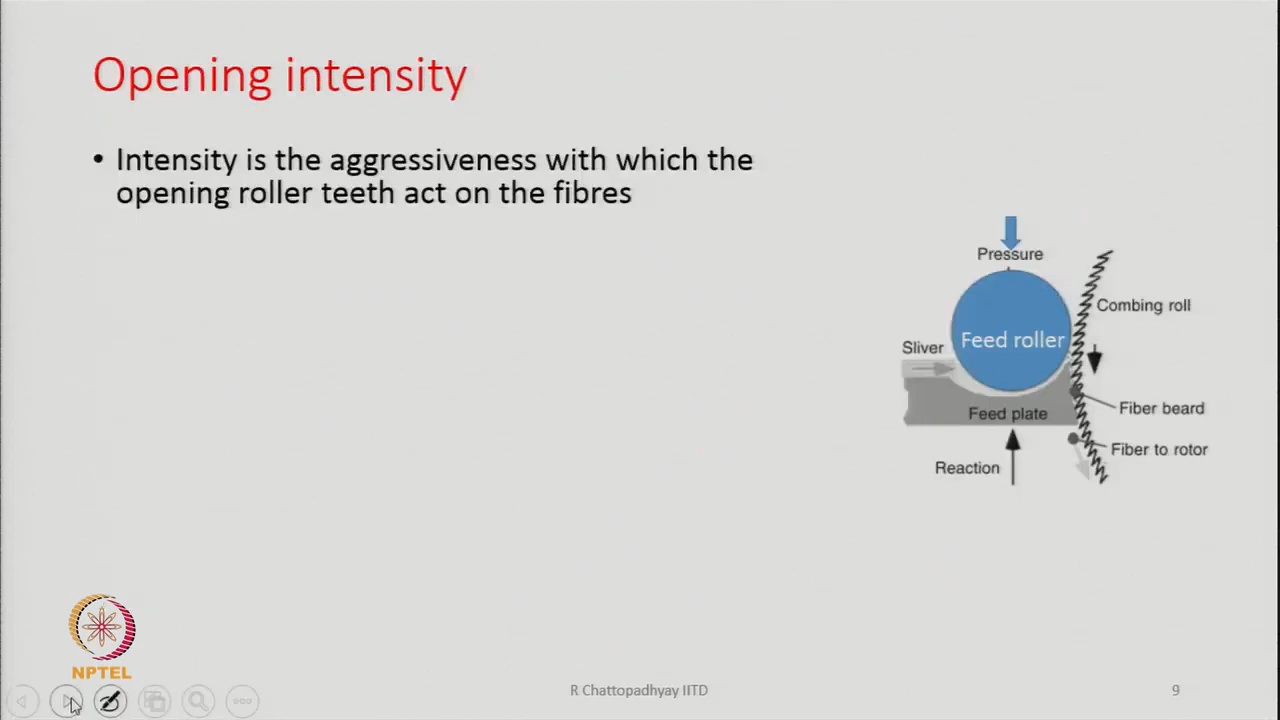 Opening intensity
• Intensity is the aggressiveness with which the
opening roller teeth act on the fibres
Pressure
Combing roll
Feed roller
Sliver
Fiber beard
Feed plate
Fiber to rotor
Reaction
NPTEL
R Chattopadhyay IITD
9